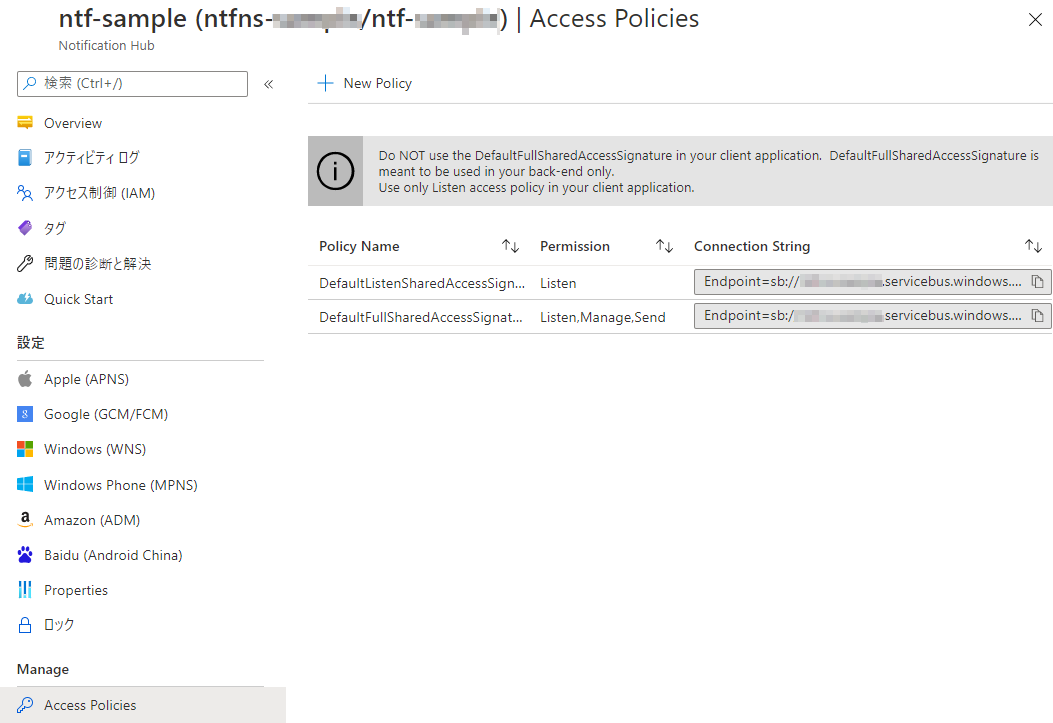 ntf-sample (ntfns-/ntf-) | Access Policies
Notification Hub
検索 (Ctrl+/)
«
New Policy
Overview
アクティビティ ログ
アクセス制御 (IAM)
タグ
問題の診断と解決
Quick Start
設定
Apple (APNS)
Google (GCM/FCM)
Windows (WNS)
Windows Phone (MPNS)
Amazon (ADM)
Baidu (Android China)
Properties
ロック
Manage
Access Policies
Do NOT use the DefaultFullSharedAccessSignature in your client application. DefaultFullSharedAccessSignature is
meant to be used in your back-end only.
Use only Listen access policy in your client application.
Policy Name Permission Connection String
DefaultListenSharedAccessSign... Listen Endpoint=sb://.servicebus.windows....
DefaultFullSharedAccessSignat... Listen,Manage,Send Endpoint=sb:/.servicebus.windows....